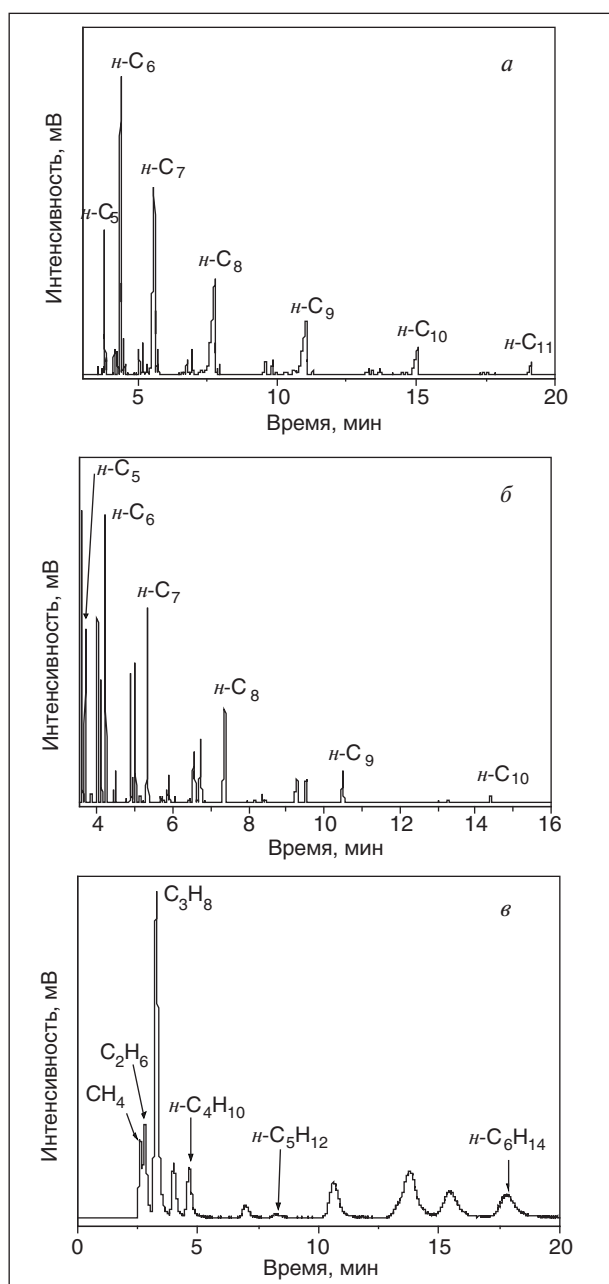 а
н-C6
н-C7
н-C5
н-C8
н-C9
н-C10
н-C11
Интенсивность, мВ
5 10 15 20
Время, мин
б
н-C5
н-C6
н-C7
н-C8
н-C9
н-C10
Интенсивность, мВ
4 6 8 10 12 14 16
Время, мин
в
C3H8
C2H6
CH4
н-C4H10
н-C5H12
н-C6H14
Интенсивность, мВ
0 5 10 15 20
Время, мин